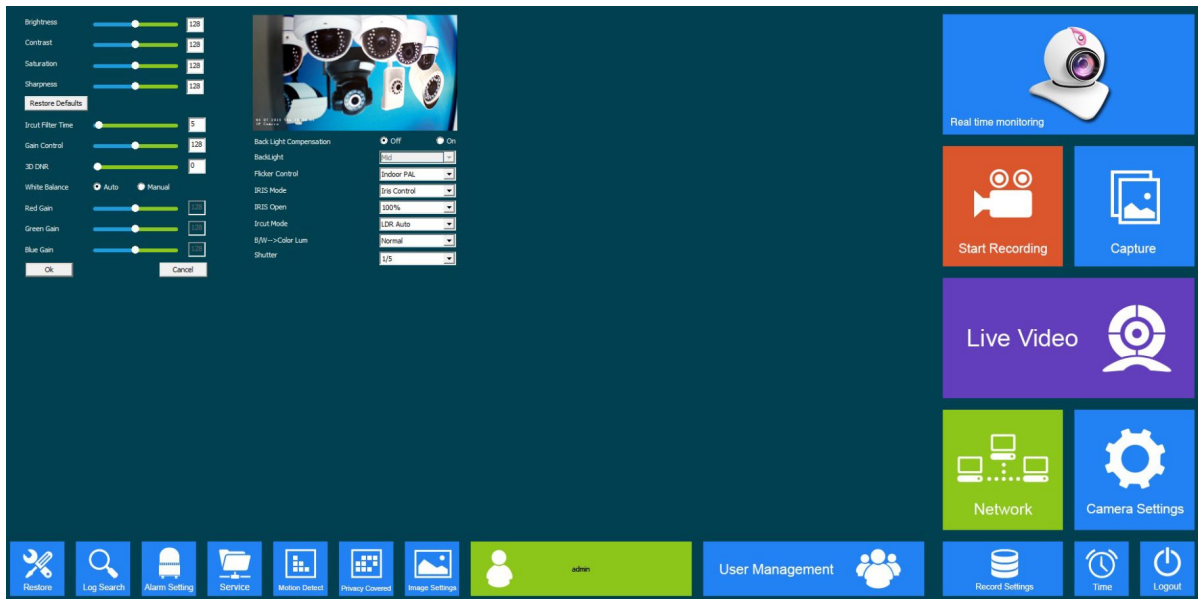 Brightness 128
Contrast 128
Saturation 128
Sharpness 128
Restore Defaults
Ircut Filter Time 5
Gain Control 128
3D DNR 0
White Balance Auto Manual
Red Gain 128
Green Gain 128
Blue Gain 128
Ok Cancel
Back Light Compensation Off On
BackLight Mid
Flicker Control Indoor PAL
IRIS Mode Iris Control
IRIS Open 100%
Ircut Mode LDR Auto
B/W-->Color Lum Normal
Shutter 1/5
Real time monitoring
Start Recording
Capture
Live Video
Network
Camera Settings
Restore
Log Search
Alarm Setting
Service
Motion Detect
Privacy Covered
Image Settings
admin
User Management
Record Settings
Time
Logout